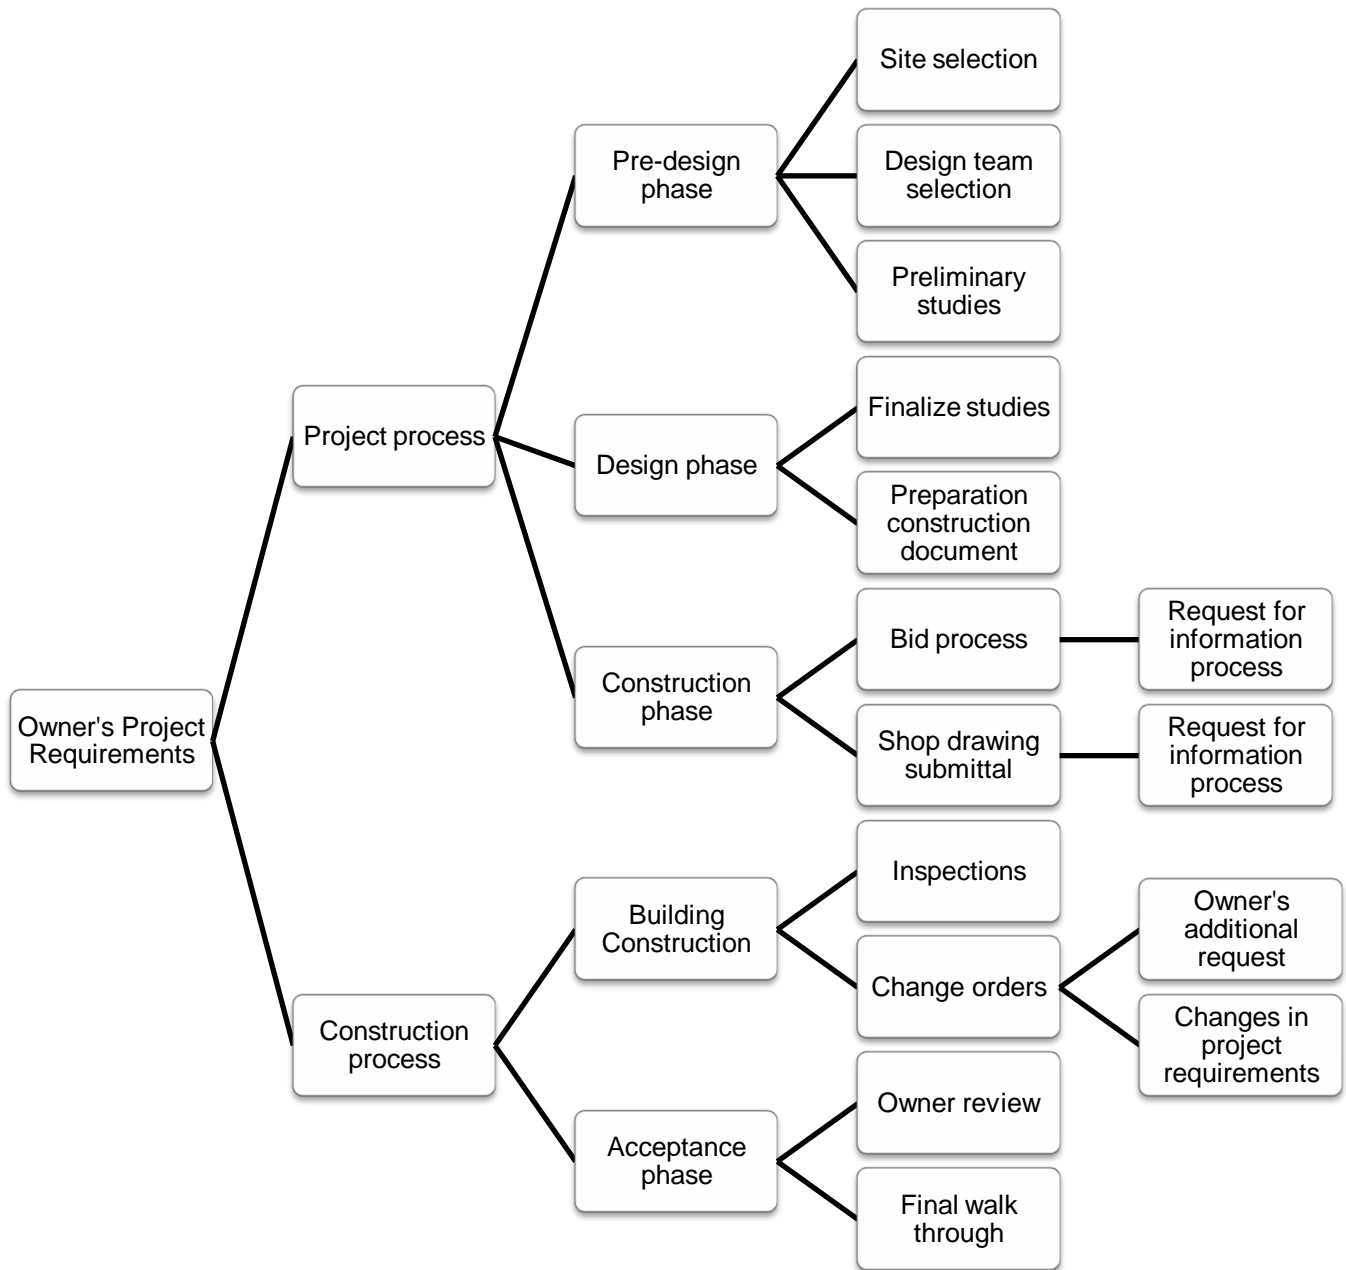 Site selection
Pre-design
phase
Design team
selection
Preliminary
studies
Project process
Finalize studies
Design phase
Preparation
construction
document
Bid process
Request for
information
process
Construction
phase
Shop drawing
submittal
Request for
information
process
Owner's Project
Requirements
Inspections
Building
Construction
Owner's
additional
request
Change orders
Changes in
project
requirements
Construction
process
Owner review
Acceptance
phase
Final walk
through